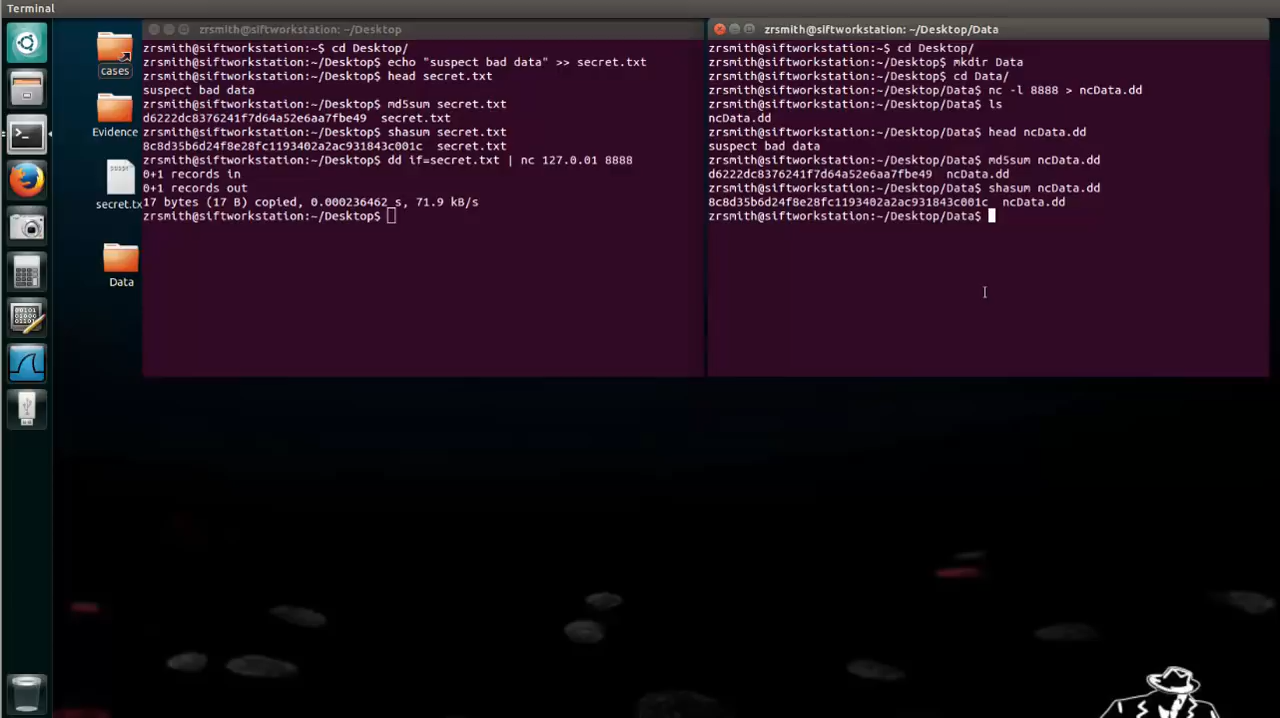 Terminal
zrsmith@siftworkstation: ~/Desktop
zrsmith@siftworkstation:~$ cd Desktop/
zrsmith@siftworkstation:~/Desktop$ echo "suspect bad data" >> secret.txt
zrsmith@siftworkstation:~/Desktop$ head secret.txt
suspect bad data
zrsmith@siftworkstation:~/Desktop$ md5sum secret.txt
d6222dc8376241f7d64a52e6aa7fbe49  secret.txt
zrsmith@siftworkstation:~/Desktop$ shasum secret.txt
8c8d35b6d24f8e28fc1193402a2ac931843c001c  secret.txt
zrsmith@siftworkstation:~/Desktop$ dd if=secret.txt | nc 127.0.01 8888
0+1 records in
0+1 records out
17 bytes (17 B) copied, 0.000236462 s, 71.9 kB/s
zrsmith@siftworkstation:~/Desktop$
zrsmith@siftworkstation: ~/Desktop/Data
zrsmith@siftworkstation:~$ cd Desktop/
zrsmith@siftworkstation:~/Desktop$ mkdir Data
zrsmith@siftworkstation:~/Desktop$ cd Data/
zrsmith@siftworkstation:~/Desktop/Data$ nc -l 8888 > ncData.dd
zrsmith@siftworkstation:~/Desktop/Data$ ls
ncData.dd
zrsmith@siftworkstation:~/Desktop/Data$ head ncData.dd
suspect bad data
zrsmith@siftworkstation:~/Desktop/Data$ md5sum ncData.dd
d6222dc8376241f7d64a52e6aa7fbe49  ncData.dd
zrsmith@siftworkstation:~/Desktop/Data$ shasum ncData.dd
8c8d35b6d24f8e28fc1193402a2ac931843c001c  ncData.dd
zrsmith@siftworkstation:~/Desktop/Data$
cases
Evidence
secret.tx
Data